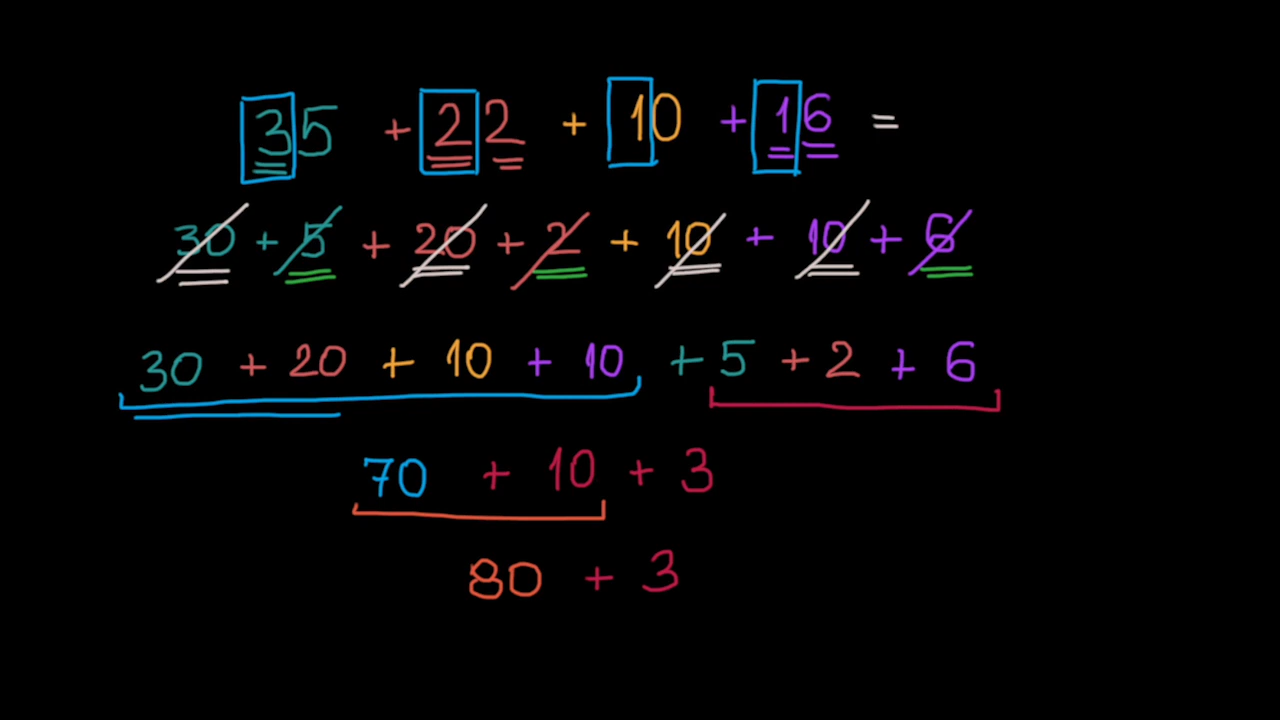 35 + 22 + 10 + 16 =
30 + 5 + 20 + 2 + 10 + 10 + 6
30 + 20 + 10 + 10 + 5 + 2 + 6
70 + 10 + 3
80 + 3